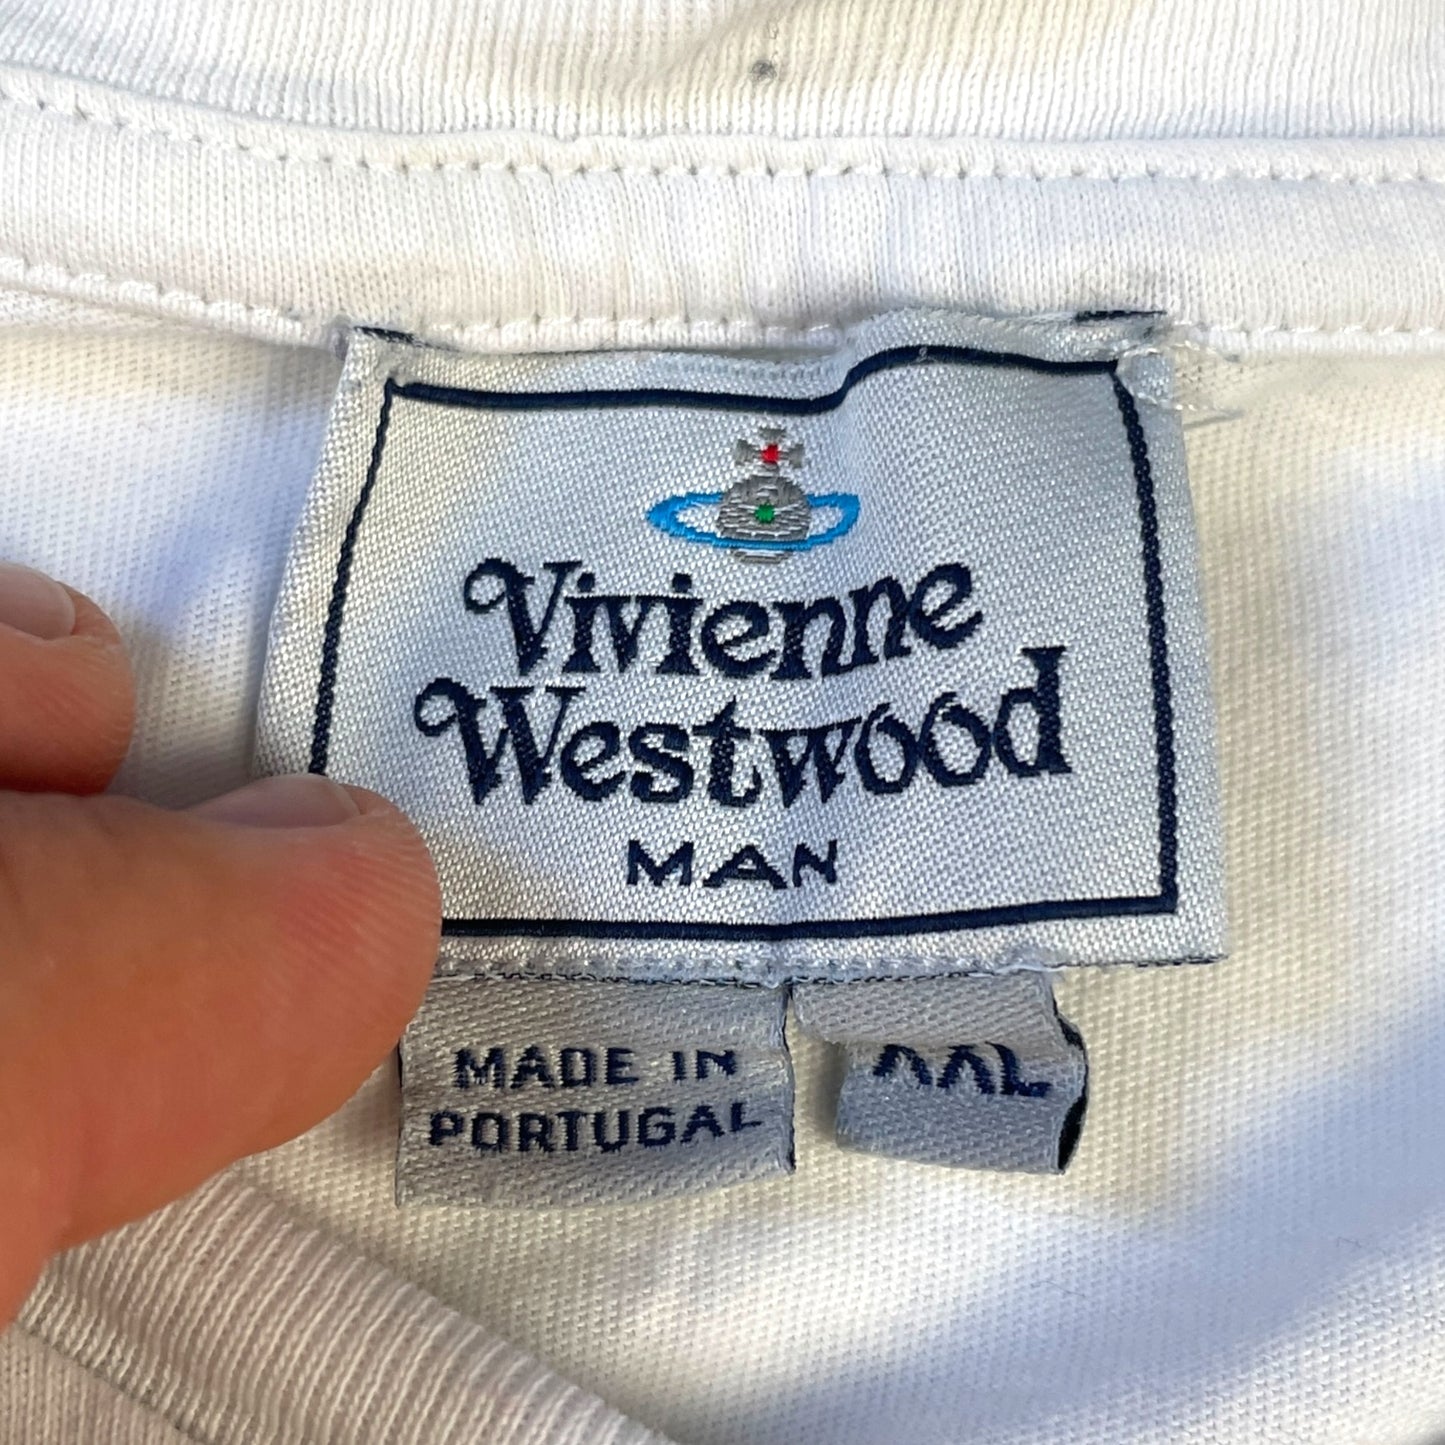 Vivienne
Westwood
MAN
MADE IN
PORTUGAL
XXL